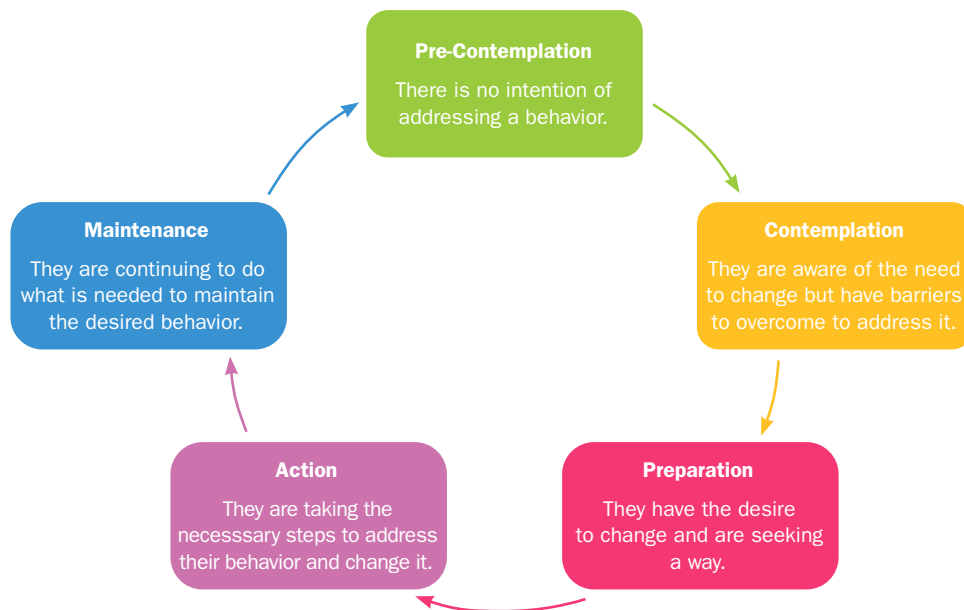 Pre-Contemplation
There is no intention of
addressing a behavior.
Contemplation
They are aware of the need
to change but have barriers
to overcome to address it.
Preparation
They have the desire
to change and are seeking
a way.
Action
They are taking the
necesssary steps to address
their behavior and change it.
Maintenance
They are continuing to do
what is needed to maintain
the desired behavior.